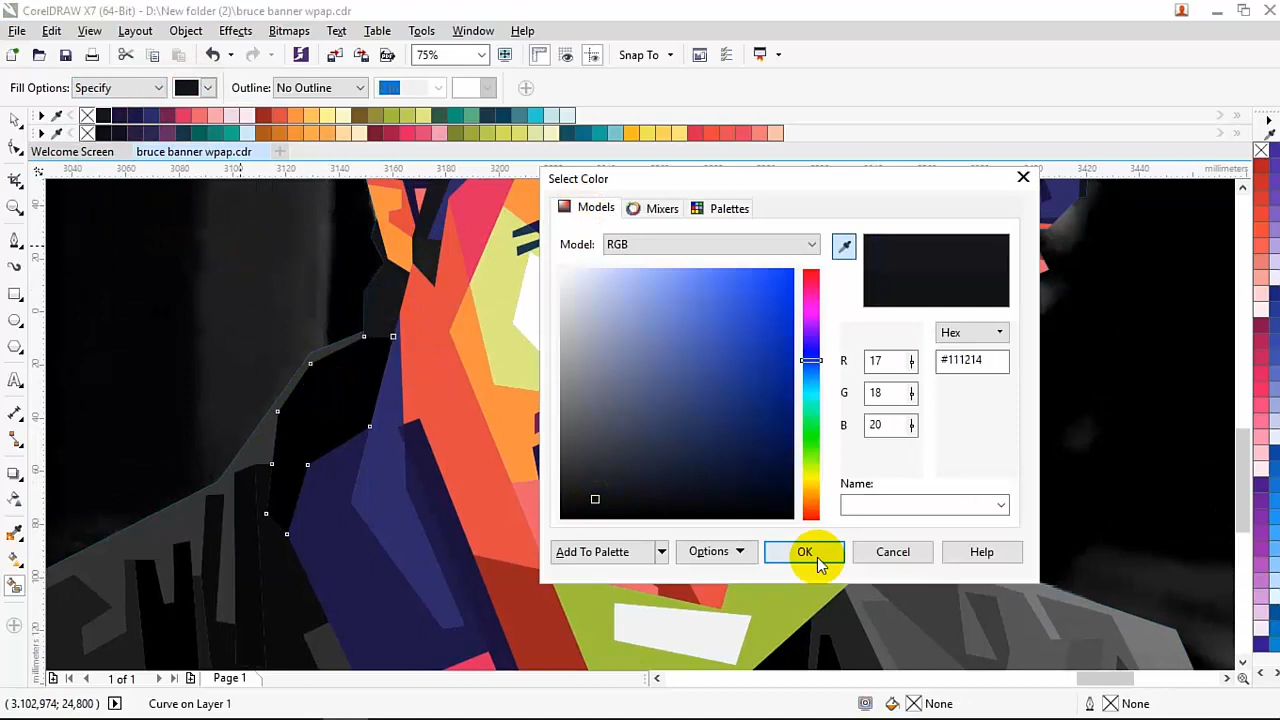 CorelDRAW X7 (64-Bit) - D:\New folder (2)\bruce banner wpap.cdr
File Edit View Layout Object Effects Bitmaps Text Table Tools Window Help
75% Snap To
Fill Options: Specify Outline: No Outline
Welcome Screen bruce banner wpap.cdr
3040 3060 3080 3100 3120 3140 3160 3180 3200 3420 3440 millimeters
Select Color
Models Mixers Palettes
Model: RGB
Hex
R 17 #111214
G 18
B 20
Name:
Add To Palette Options OK Cancel Help
millimeters
1 of 1 Page 1
( 3.102,974; 24,800 ) Curve on Layer 1 None None